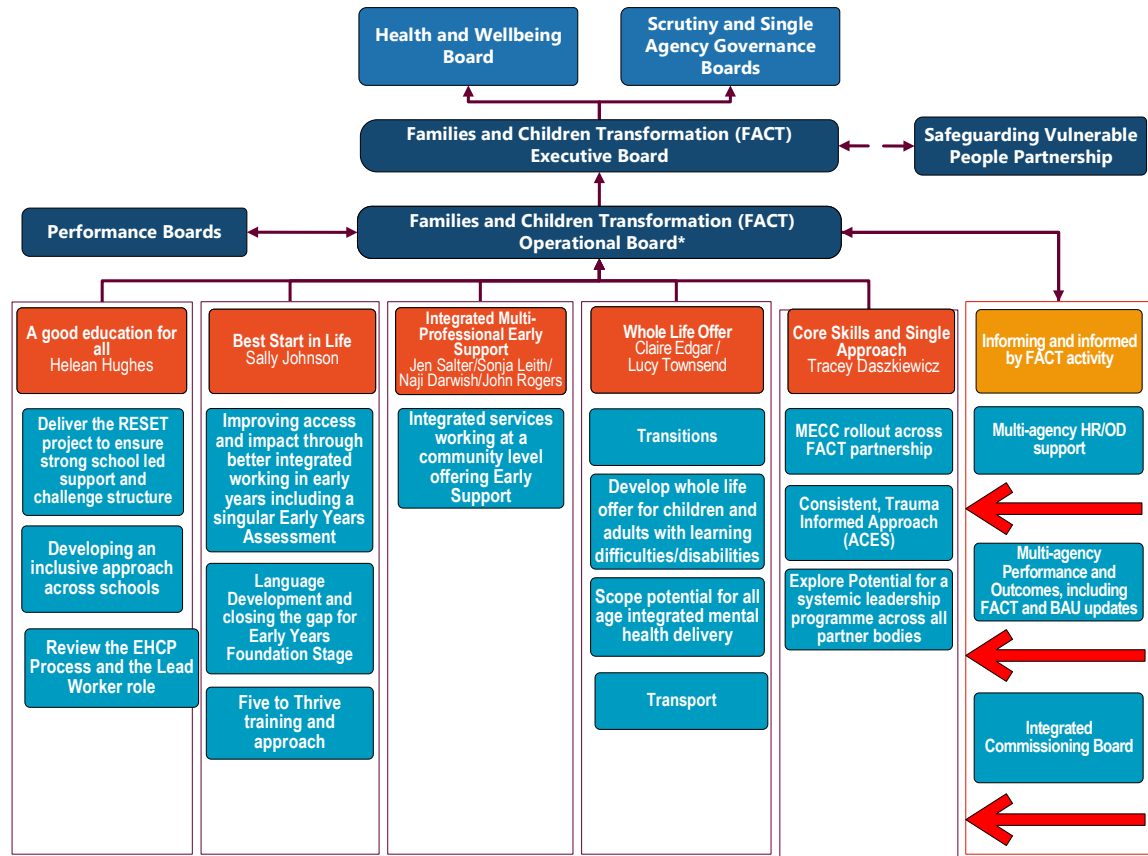 Health and Wellbeing
Board
Scrutiny and Single
Agency Governance
Boards
Families and Children Transformation (FACT)
Executive Board
Safeguarding Vulnerable
People Partnership
Performance Boards
Families and Children Transformation (FACT)
Operational Board*
A good education for
all
Helean Hughes
Deliver the RESET
project to ensure
strong school led
support and
challenge structure
Developing an
inclusive approach
across schools
Review the EHCP
Process and the Lead
Worker role
Best Start in Life
Sally Johnson
Improving access
and impact through
better integrated
working in early
years including a
singular Early Years
Assessment
Language
Development and
closing the gap for
Early Years
Foundation Stage
Five to Thrive
training and
approach
Integrated Multi-
Professional Early
Support
Jen Salter/Sonja Leith/
Naji Darwish/John Rogers
Integrated services
working at a
community level
offering Early
Support
Whole Life Offer
Claire Edgar /
Lucy Townsend
Transitions
Develop whole life
offer for children and
adults with learning
difficulties/disabilities
Scope potential for all
age integrated mental
health delivery
Transport
Core Skills and Single
Approach
Tracey Daszkiewicz
MECC rollout across
FACT partnership
Consistent, Trauma
Informed Approach
(ACES)
Explore Potential for a
systemic leadership
programme across all
partner bodies
Informing and informed
by FACT activity
Multi-agency HR/OD
support
Multi-agency
Performance and
Outcomes, including
FACT and BAU updates
Integrated
Commissioning Board